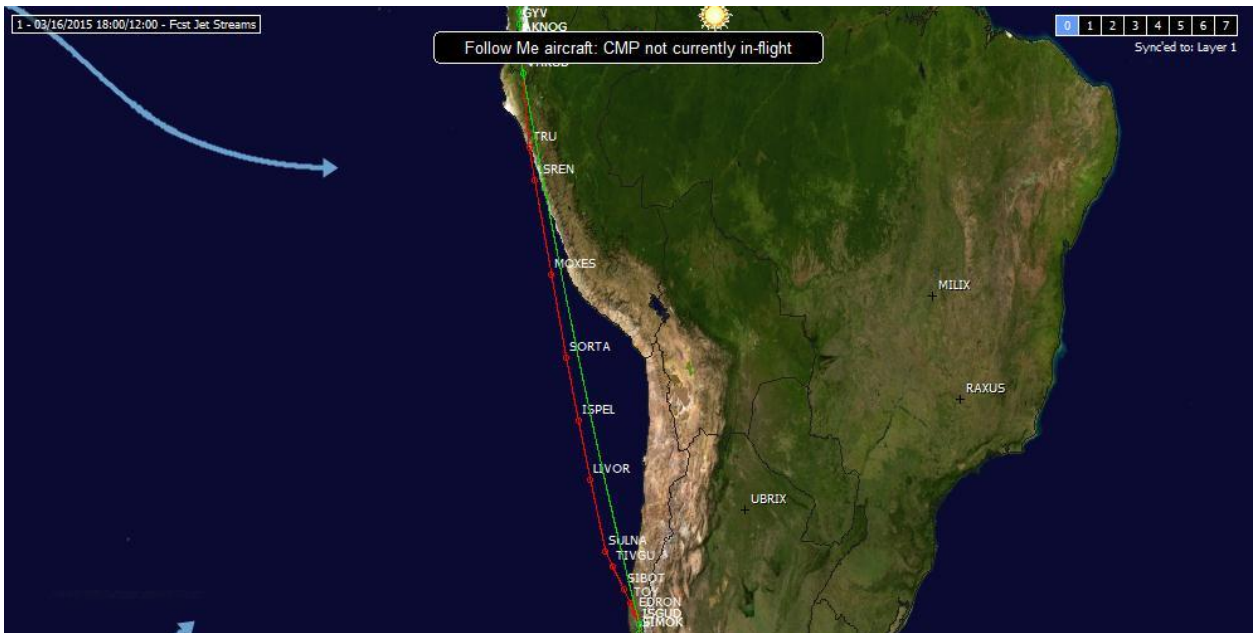 GYV
1 - 03/16/2015 18:00/12:00 - Fcst Jet Streams
0 1 2 3 4 5 6 7
AKNOG
Follow Me aircraft: CMP not currently in-flight
Sync'ed to: Layer 1
TRU
SREN
MOXES
MILIX
SORTA
RAXUS
ISPEL
LIVOR
UBRIX
SULNA
TIVGU
SIBOT
TOY
EDRON
ISGUD
SIMOK